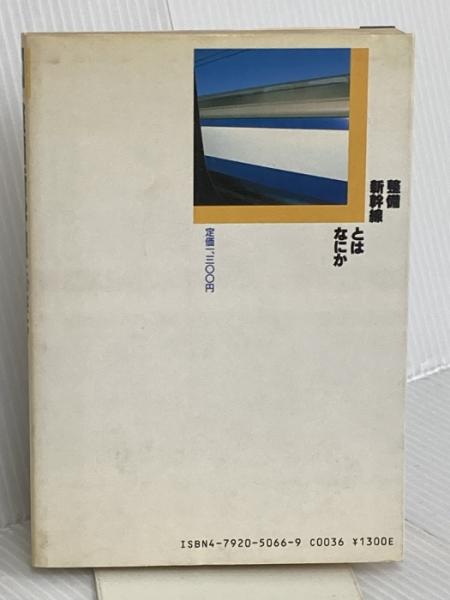 整備
新幹線
とは
なにか
定価一、三〇〇円
ISBN4-7920-5066-9 C0036 ¥1300E